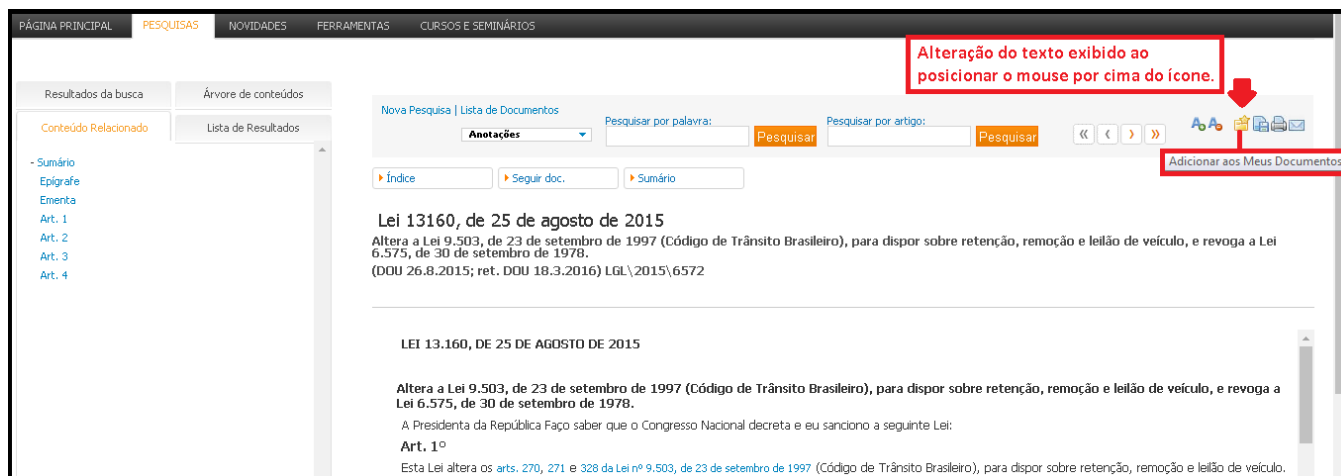 PÁGINA PRINCIPAL PESQUISAS NOVIDADES FERRAMENTAS CURSOS E SEMINÁRIOS
Alteração do texto exibido ao
posicionar o mouse por cima do ícone.
Resultados da busca Árvore de conteúdos
Conteúdo Relacionado Lista de Resultados
- Sumário
Epígrafe
Ementa
Art. 1
Art. 2
Art. 3
Art. 4
Nova Pesquisa | Lista de Documentos
Anotações
Pesquisar por palavra:
Pesquisar
Pesquisar por artigo:
Pesquisar
« ‹ › »
A A
Adicionar aos Meus Documentos
Índice Seguir doc. Sumário
Lei 13160, de 25 de agosto de 2015
Altera a Lei 9.503, de 23 de setembro de 1997 (Código de Trânsito Brasileiro), para dispor sobre retenção, remoção e leilão de veículo, e revoga a Lei
6.575, de 30 de setembro de 1978.
(DOU 26.8.2015; ret. DOU 18.3.2016) LGL\2015\6572
LEI 13.160, DE 25 DE AGOSTO DE 2015
Altera a Lei 9.503, de 23 de setembro de 1997 (Código de Trânsito Brasileiro), para dispor sobre retenção, remoção e leilão de veículo, e revoga a
Lei 6.575, de 30 de setembro de 1978.
A Presidenta da República Faço saber que o Congresso Nacional decreta e eu sanciono a seguinte Lei:
Art. 1º
Esta Lei altera os arts. 270, 271 e 328 da Lei nº 9.503, de 23 de setembro de 1997 (Código de Trânsito Brasileiro), para dispor sobre retenção, remoção e leilão de veículo.